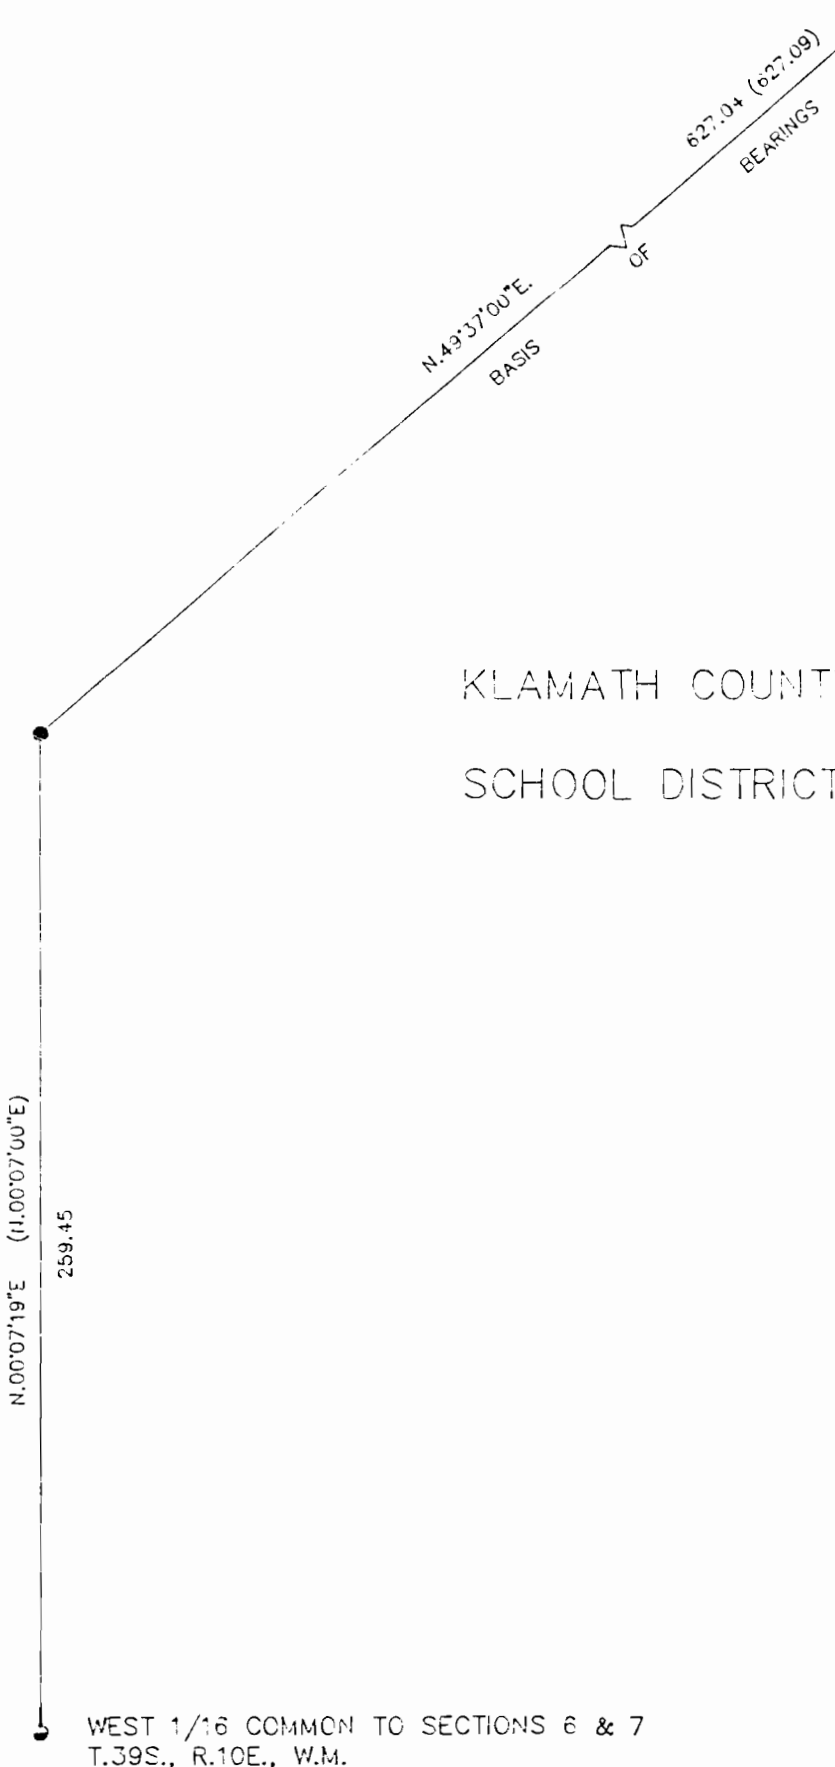 627.04 (627.09)
BEARINGS
OF
N.49°37'00"E.
BASIS
KLAMATH COUNT
SCHOOL DISTRICT
N.00°07'19"E (N.00°07'00"E)
259.45
WEST 1/16 COMMON TO SECTIONS 6 & 7
T.39S., R.10E., W.M.